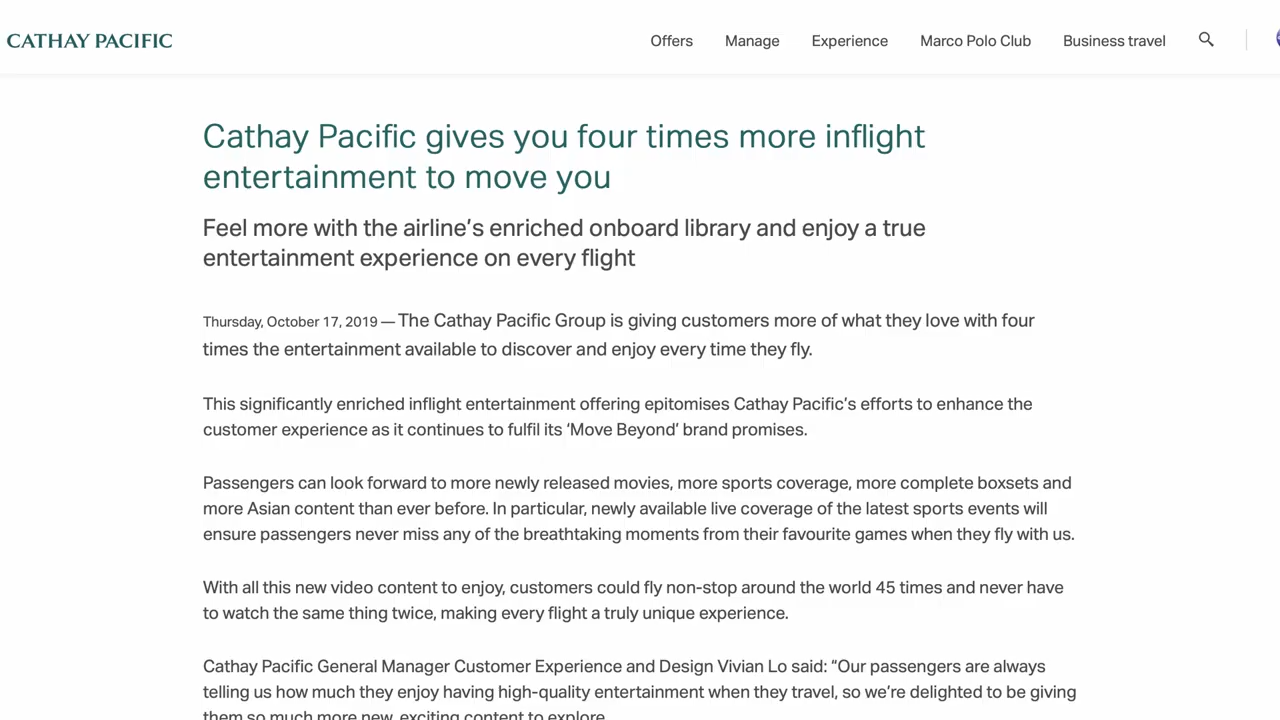 CATHAY PACIFIC
Offers
Manage
Experience
Marco Polo Club
Business travel
Cathay Pacific gives you four times more inflight
entertainment to move you
Feel more with the airline’s enriched onboard library and enjoy a true
entertainment experience on every flight
Thursday, October 17, 2019 — The Cathay Pacific Group is giving customers more of what they love with four
times the entertainment available to discover and enjoy every time they fly.
This significantly enriched inflight entertainment offering epitomises Cathay Pacific’s efforts to enhance the
customer experience as it continues to fulfil its ‘Move Beyond’ brand promises.
Passengers can look forward to more newly released movies, more sports coverage, more complete boxsets and
more Asian content than ever before. In particular, newly available live coverage of the latest sports events will
ensure passengers never miss any of the breathtaking moments from their favourite games when they fly with us.
With all this new video content to enjoy, customers could fly non-stop around the world 45 times and never have
to watch the same thing twice, making every flight a truly unique experience.
Cathay Pacific General Manager Customer Experience and Design Vivian Lo said: “Our passengers are always
telling us how much they enjoy having high-quality entertainment when they travel, so we’re delighted to be giving
them so much more new, exciting content to explore.